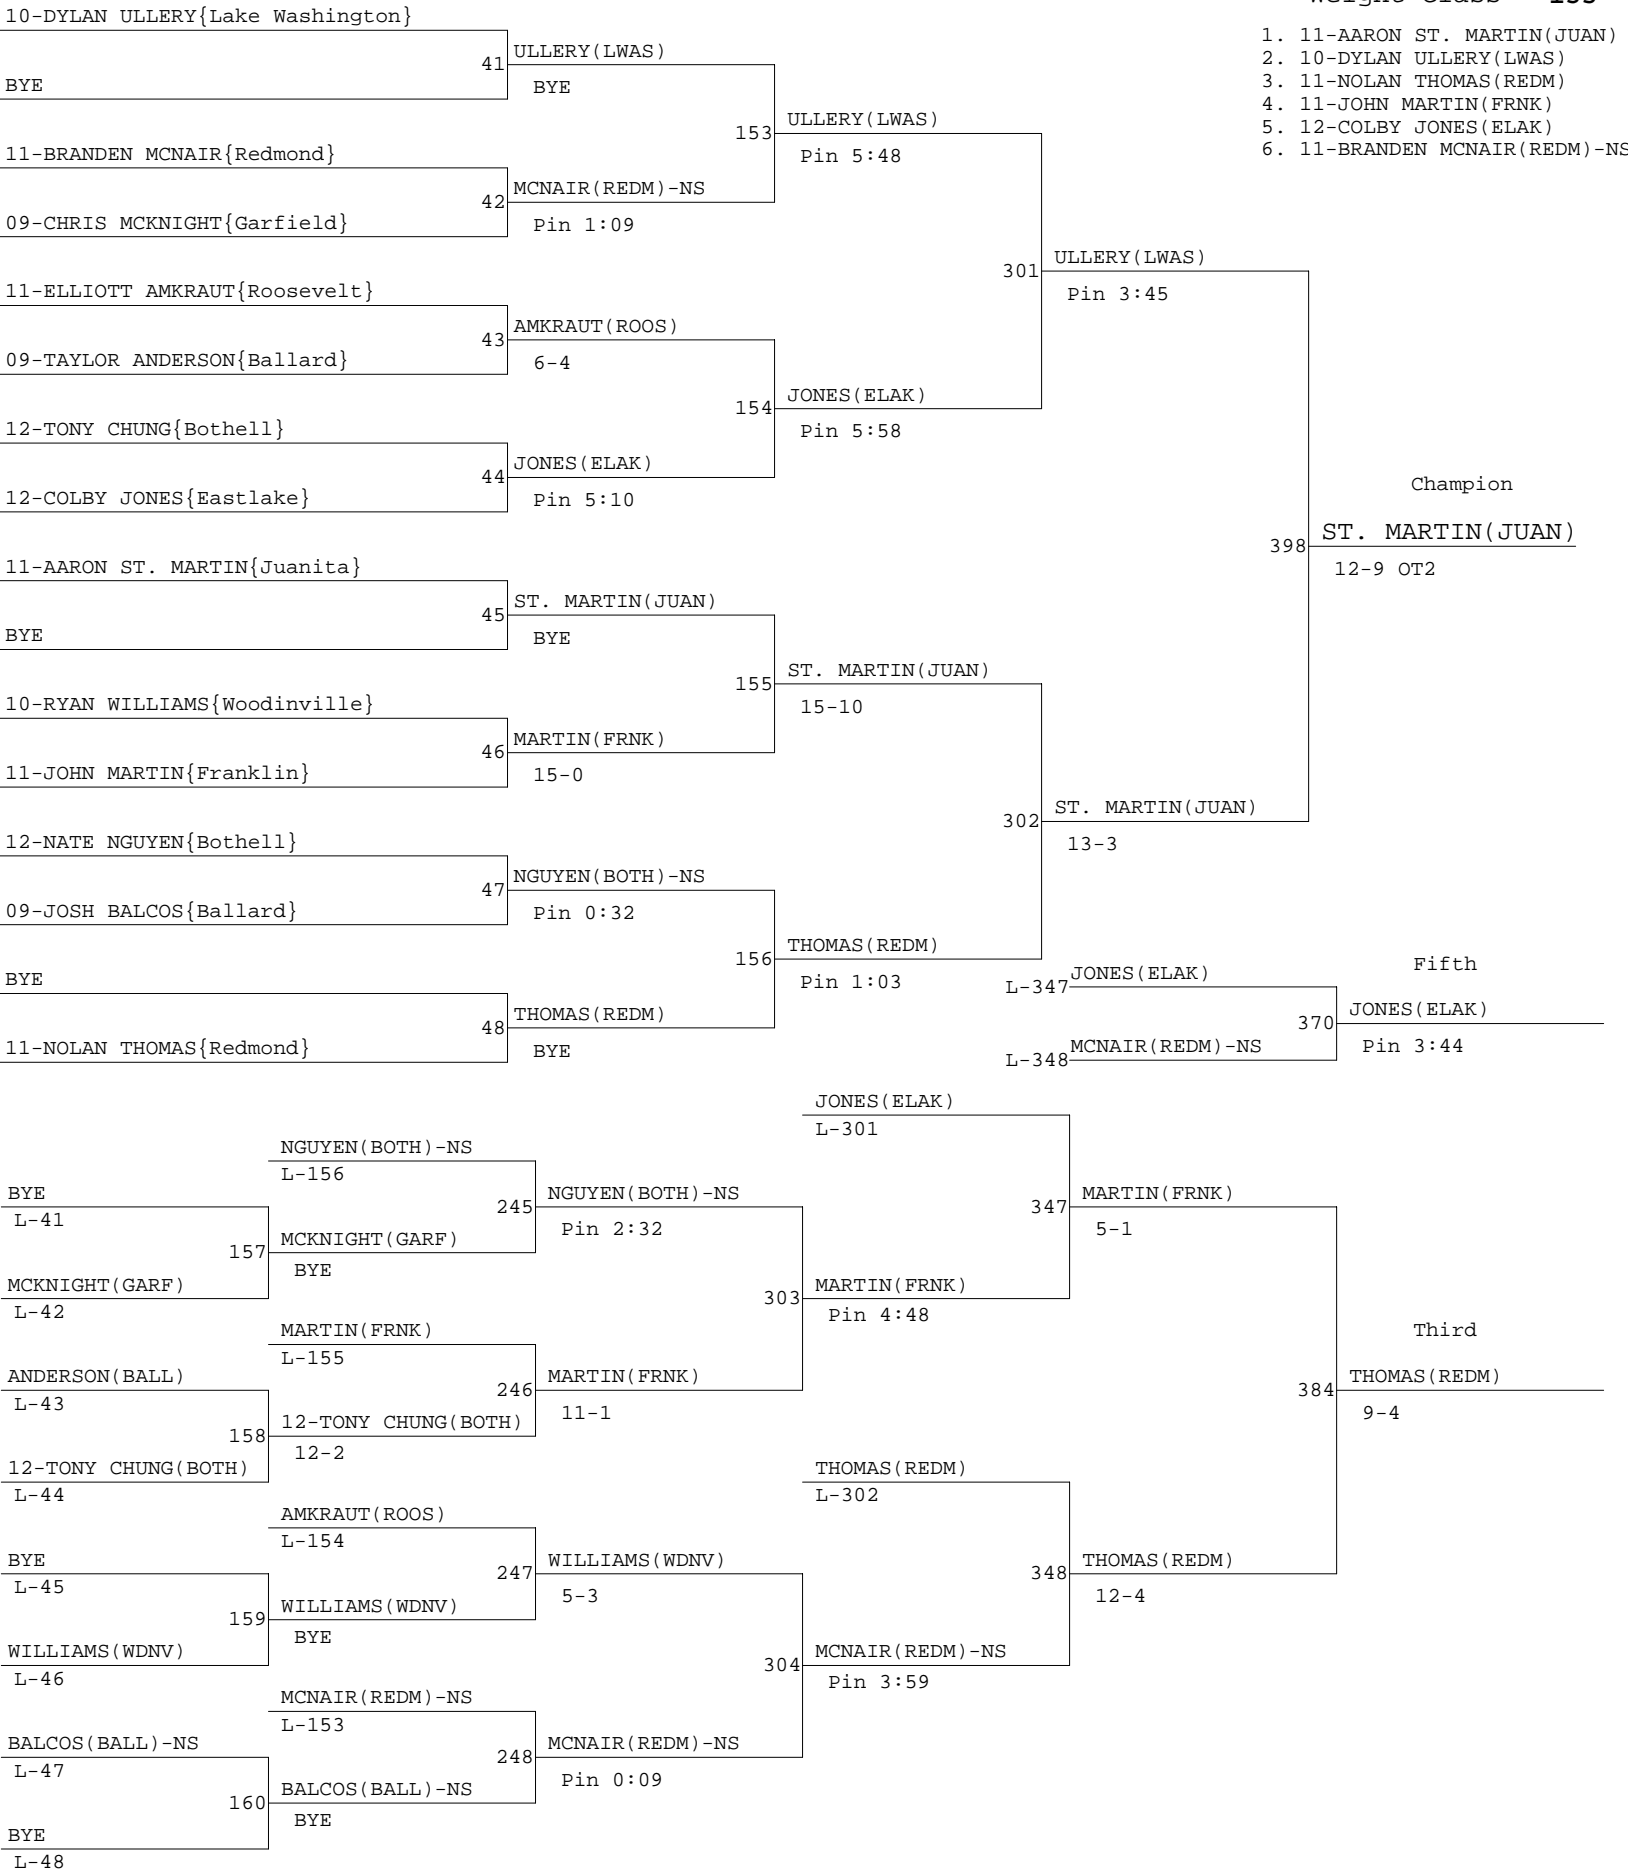 1. 11-AARON ST. MARTIN(JUAN)
2. 10-DYLAN ULLERY(LWAS)
3. 11-NOLAN THOMAS(REDM)
4. 11-JOHN MARTIN(FRNK)
5. 12-COLBY JONES(ELAK)
6. 11-BRANDEN MCNAIR(REDM)-NS
10-DYLAN ULLERY{Lake Washington}
BYE
41
ULLERY(LWAS)
BYE
11-BRANDEN MCNAIR{Redmond}
09-CHRIS MCKNIGHT{Garfield}
42
MCNAIR(REDM)-NS
Pin 1:09
153
ULLERY(LWAS)
Pin 5:48
11-ELLIOTT AMKRAUT{Roosevelt}
09-TAYLOR ANDERSON{Ballard}
43
AMKRAUT(ROOS)
6-4
12-TONY CHUNG{Bothell}
12-COLBY JONES{Eastlake}
44
JONES(ELAK)
Pin 5:10
154
JONES(ELAK)
Pin 5:58
301
ULLERY(LWAS)
Pin 3:45
11-AARON ST. MARTIN{Juanita}
BYE
45
ST. MARTIN(JUAN)
BYE
10-RYAN WILLIAMS{Woodinville}
11-JOHN MARTIN{Franklin}
46
MARTIN(FRNK)
15-0
155
ST. MARTIN(JUAN)
15-10
12-NATE NGUYEN{Bothell}
09-JOSH BALCOS{Ballard}
47
NGUYEN(BOTH)-NS
Pin 0:32
BYE
11-NOLAN THOMAS{Redmond}
48
THOMAS(REDM)
BYE
156
THOMAS(REDM)
Pin 1:03
302
ST. MARTIN(JUAN)
13-3
Champion
398
ST. MARTIN(JUAN)
12-9 OT2
Fifth
L-347
JONES(ELAK)
L-348
MCNAIR(REDM)-NS
370
JONES(ELAK)
Pin 3:44
BYE
L-41
MCKNIGHT(GARF)
L-42
157
NGUYEN(BOTH)-NS
L-156
MCKNIGHT(GARF)
BYE
245
NGUYEN(BOTH)-NS
Pin 2:32
ANDERSON(BALL)
L-43
12-TONY CHUNG(BOTH)
L-44
158
MARTIN(FRNK)
L-155
12-TONY CHUNG(BOTH)
12-2
246
MARTIN(FRNK)
11-1
303
JONES(ELAK)
L-301
MARTIN(FRNK)
Pin 4:48
347
MARTIN(FRNK)
5-1
BYE
L-45
WILLIAMS(WDNV)
L-46
159
AMKRAUT(ROOS)
L-154
WILLIAMS(WDNV)
BYE
247
WILLIAMS(WDNV)
5-3
BALCOS(BALL)-NS
L-47
BYE
L-48
160
MCNAIR(REDM)-NS
L-153
BALCOS(BALL)-NS
BYE
248
MCNAIR(REDM)-NS
Pin 0:09
304
THOMAS(REDM)
L-302
MCNAIR(REDM)-NS
Pin 3:59
348
THOMAS(REDM)
12-4
Third
384
THOMAS(REDM)
9-4